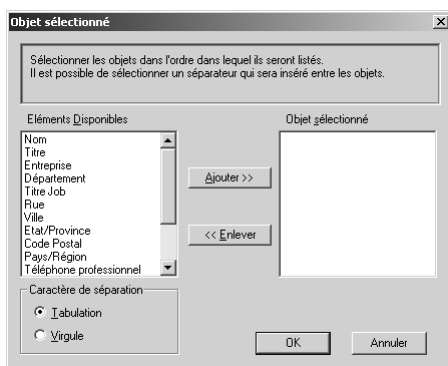 Objet sélectionné
Sélectionner les objets dans l'ordre dans lequel ils seront listés.
Il est possible de sélectionner un séparateur qui sera inséré entre les objets.
Eléments Disponibles
Nom
Titre
Entreprise
Département
Titre Job
Rue
Ville
Etat/Province
Code Postal
Pays/Région
Téléphone professionnel
Ajouter >>
<< Enlever
Objet sélectionné
Caractère de séparation
Tabulation
Virgule
OK
Annuler